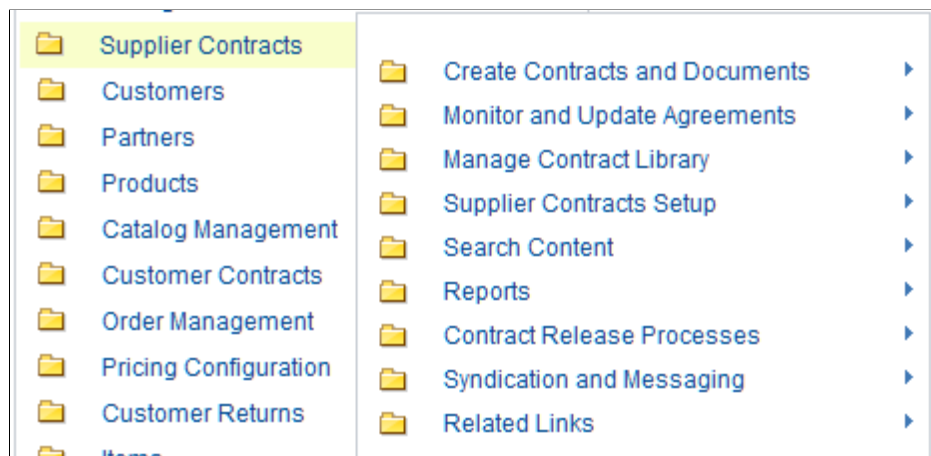 Supplier Contracts
Customers
Partners
Products
Catalog Management
Customer Contracts
Order Management
Pricing Configuration
Customer Returns
Create Contracts and Documents
Monitor and Update Agreements
Manage Contract Library
Supplier Contracts Setup
Search Content
Reports
Contract Release Processes
Syndication and Messaging
Related Links